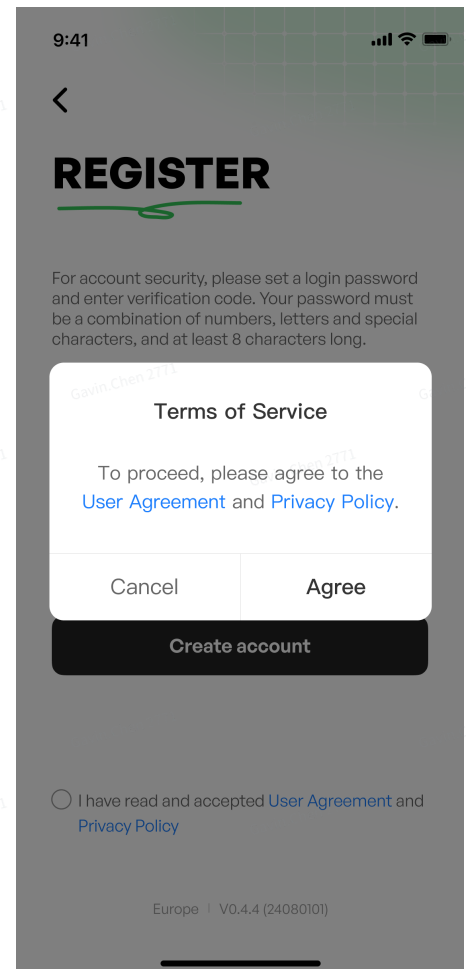 9:41
REGISTER
For account security, please set a login password
and enter verification code. Your password must
be a combination of numbers, letters and special
characters, and at least 8 characters long.
Gavin.Chen 2771
Terms of Service
To proceed, please agree to the
User Agreement and Privacy Policy.
Cancel
Agree
Create account
I have read and accepted User Agreement and
Privacy Policy
Europe | V0.4.4 (24080101)